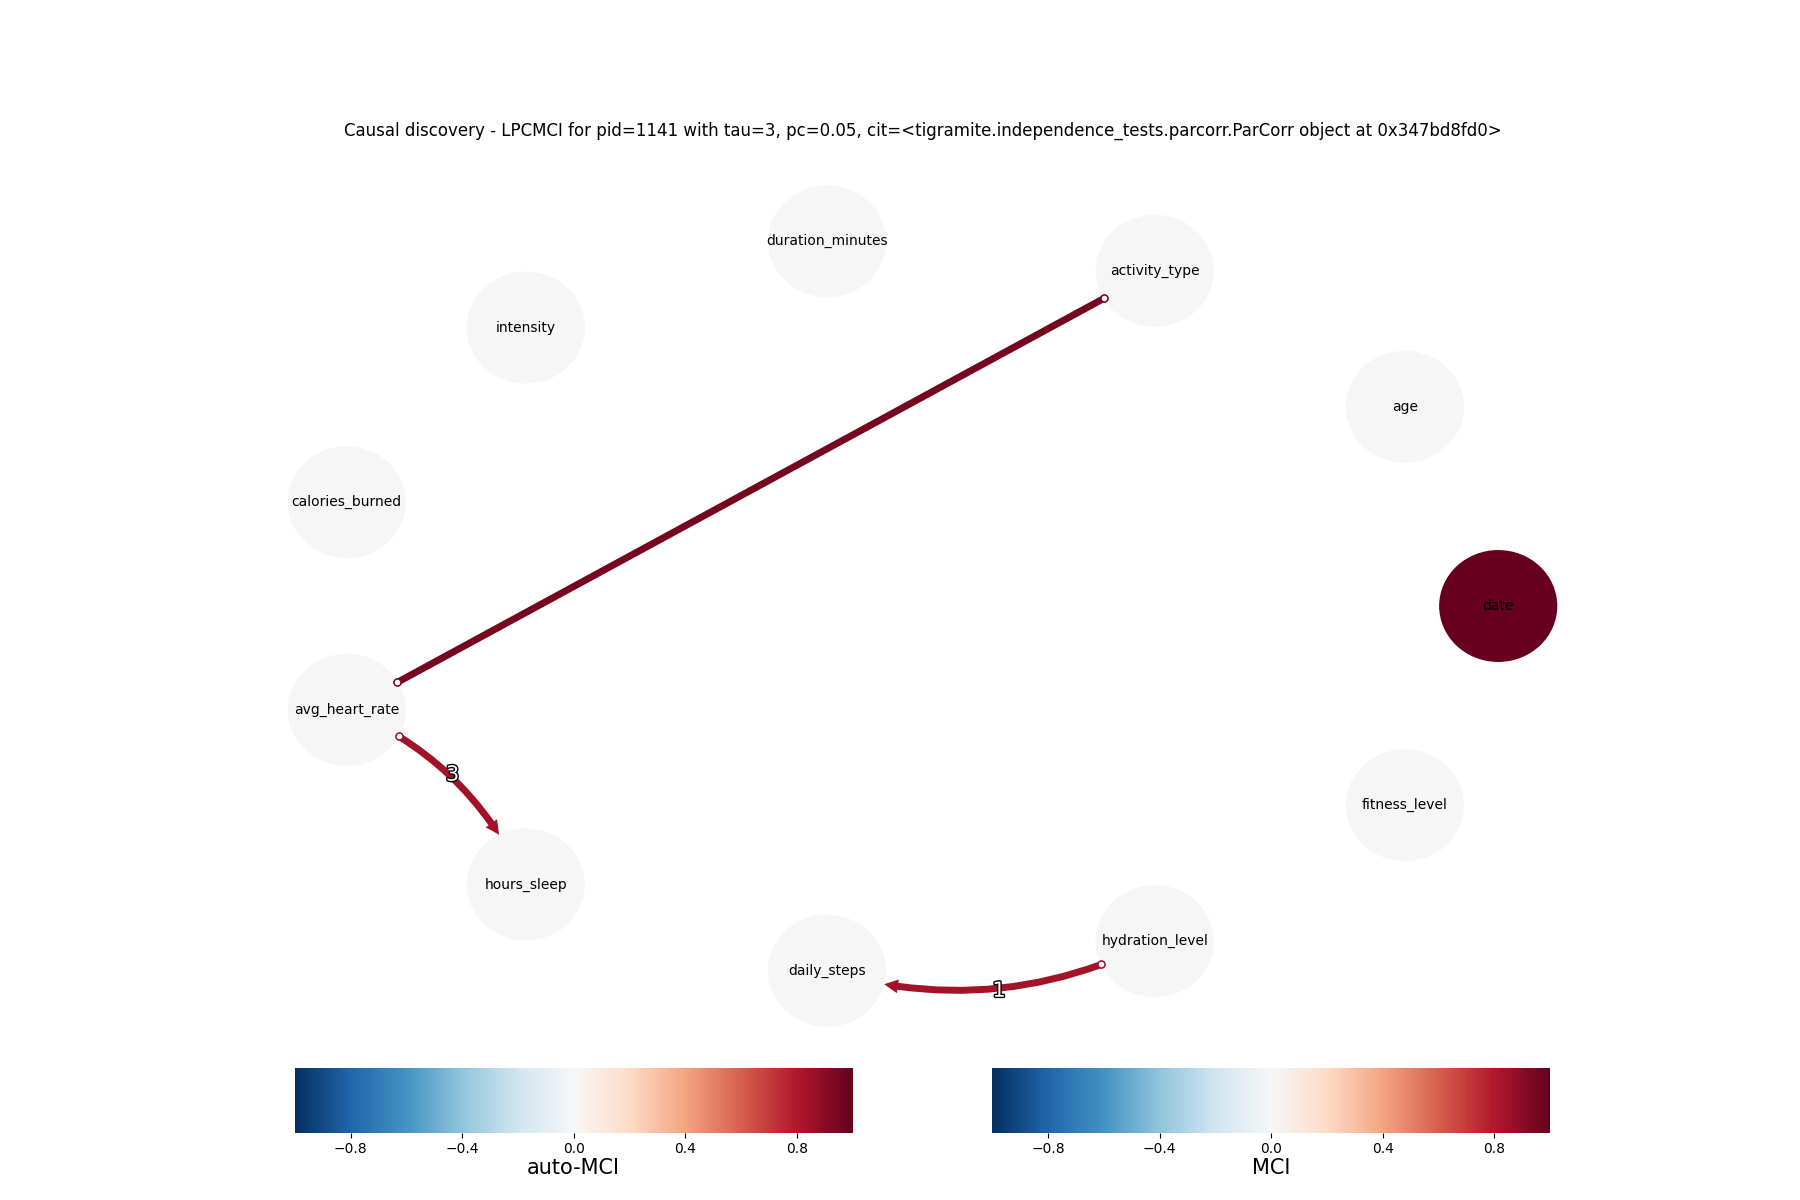 Causal discovery - LPCMCI for pid=1141 with tau=3, pc=0.05, cit=<tigramite.independence_tests.parcorr.ParCorr object at 0x347bd8fd0>
duration_minutes
activity_type
intensity
age
calories_burned
date
avg_heart_rate
3
fitness_level
hours_sleep
hydration_level
daily_steps
1
−0.8 −0.4 0.0 0.4 0.8
auto-MCI
−0.8 −0.4 0.0 0.4 0.8
MCI